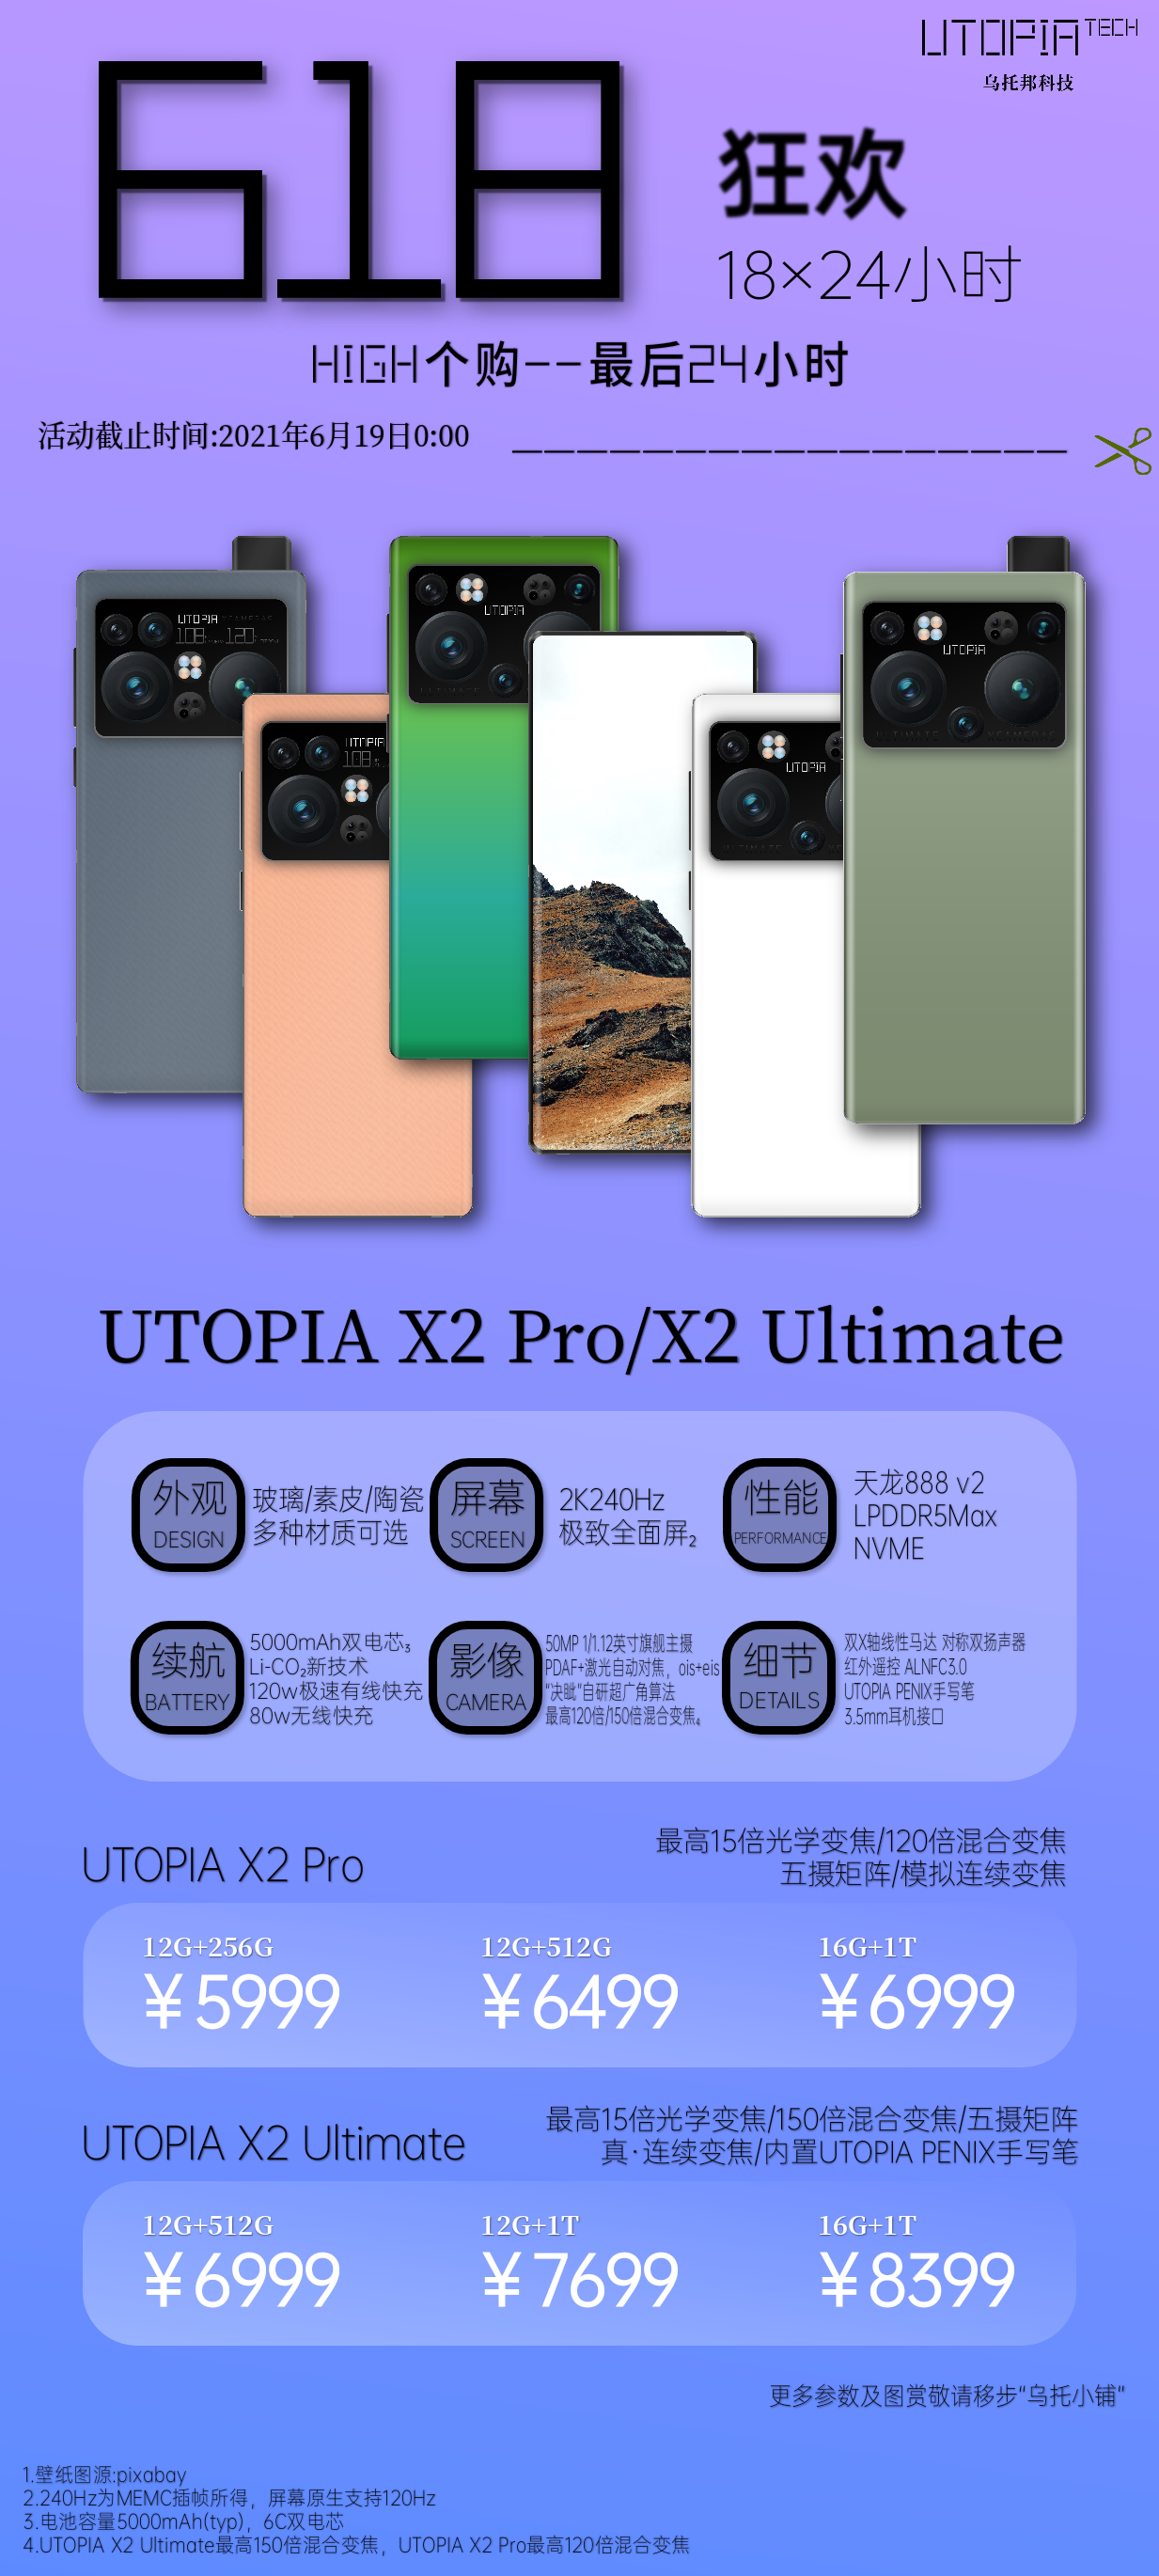 UTOPIA TECH
乌托邦科技
618
狂欢
18×24小时
HIGH个购--最后24小时
活动截止时间:2021年6月19日0:00
UTOPIA
108
120
UTOPIA
108
UTOPIA
ULTIMATE
UTOPIA
ULTIMATE
UTOPIA
ULTIMATE XCAMERAS
UTOPIA X2 Pro/X2 Ultimate
外观
DESIGN
玻璃/素皮/陶瓷
多种材质可选
屏幕
SCREEN
2K240Hz
极致全面屏₂
性能
PERFORMANCE
天龙888 v2
LPDDR5Max
NVME
续航
BATTERY
5000mAh双电芯₃
Li-CO₂新技术
120w极速有线快充
80w无线快充
影像
CAMERA
50MP 1/1.12英寸旗舰主摄
PDAF+激光自动对焦，ois+eis
"决眦"自研超广角算法
最高120倍/150倍混合变焦₄
细节
DETAILS
双X轴线性马达 对称双扬声器
红外遥控 ALNFC3.0
UTOPIA PENIX手写笔
3.5mm耳机接口
UTOPIA X2 Pro
最高15倍光学变焦/120倍混合变焦
五摄矩阵/模拟连续变焦
12G+256G
¥5999
12G+512G
¥6499
16G+1T
¥6999
UTOPIA X2 Ultimate
最高15倍光学变焦/150倍混合变焦/五摄矩阵
真·连续变焦/内置UTOPIA PENIX手写笔
12G+512G
¥6999
12G+1T
¥7699
16G+1T
¥8399
更多参数及图赏敬请移步"乌托小铺"
1.壁纸图源:pixabay
2.240Hz为MEMC插帧所得，屏幕原生支持120Hz
3.电池容量5000mAh(typ)，6C双电芯
4.UTOPIA X2 Ultimate最高150倍混合变焦，UTOPIA X2 Pro最高120倍混合变焦